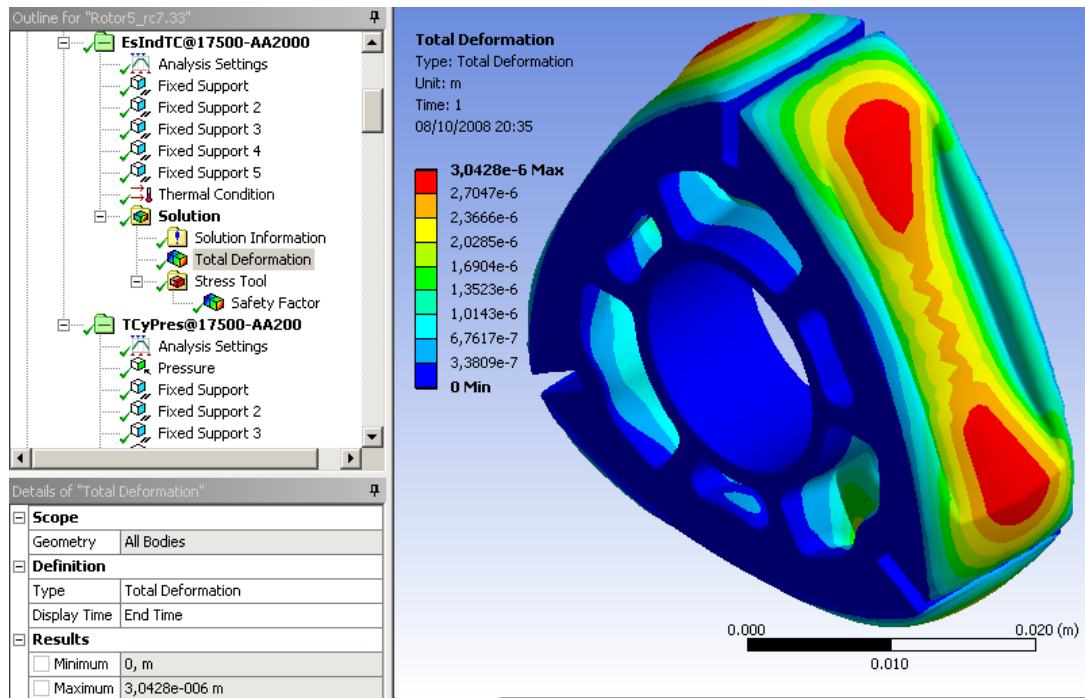 Outline for "Rotor5_rc7.33"
EsIndTC@17500-AA2000
Analysis Settings
Fixed Support
Fixed Support 2
Fixed Support 3
Fixed Support 4
Fixed Support 5
Thermal Condition
Solution
Solution Information
Total Deformation
Stress Tool
Safety Factor
TCyPres@17500-AA200
Analysis Settings
Pressure
Fixed Support
Fixed Support 2
Fixed Support 3
Details of "Total Deformation"
Scope
Geometry All Bodies
Definition
Type Total Deformation
Display Time End Time
Results
Minimum 0, m
Maximum 3,0428e-006 m
Total Deformation
Type: Total Deformation
Unit: m
Time: 1
08/10/2008 20:35
3,0428e-6 Max
2,7047e-6
2,3666e-6
2,0285e-6
1,6904e-6
1,3523e-6
1,0143e-6
6,7617e-7
3,3809e-7
0 Min
0.000 0.020 (m)
0.010